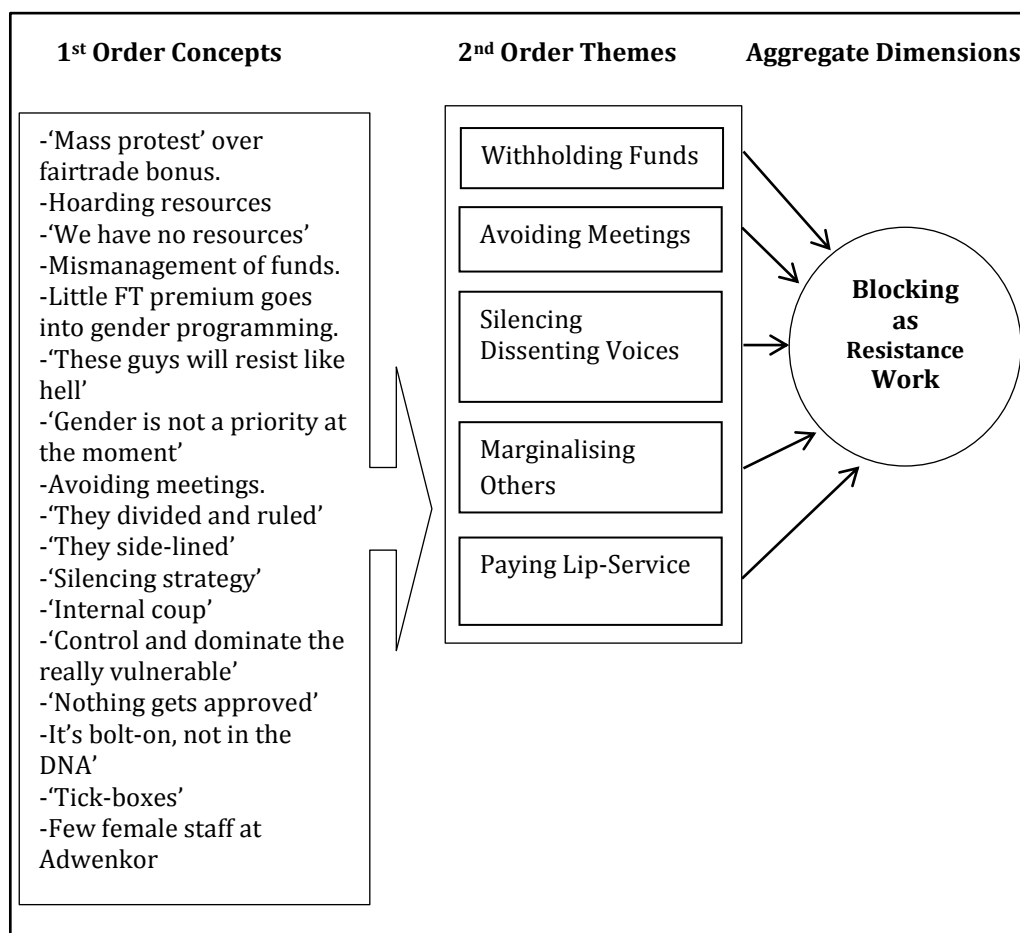 1st Order Concepts
2nd Order Themes
Aggregate Dimensions
-‘Mass protest’ over
fairtrade bonus.
-Hoarding resources
-‘We have no resources’
-Mismanagement of funds.
-Little FT premium goes
into gender programming.
-‘These guys will resist like
hell’
-‘Gender is not a priority at
the moment’
-Avoiding meetings.
-‘They divided and ruled’
-‘They side-lined’
-‘Silencing strategy’
-‘Internal coup’
-‘Control and dominate the
really vulnerable’
-‘Nothing gets approved’
-It’s bolt-on, not in the
DNA’
-‘Tick-boxes’
-Few female staff at
Adwenkor
Withholding Funds
Avoiding Meetings
Silencing
Dissenting Voices
Marginalising
Others
Paying Lip-Service
Blocking
as
Resistance
Work